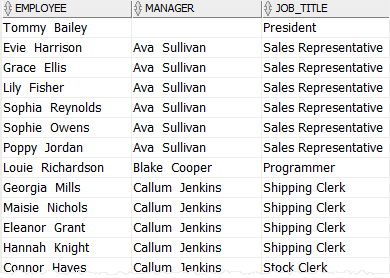 EMPLOYEE MANAGER JOB_TITLE
Tommy Bailey President
Evie Harrison Ava Sullivan Sales Representative
Grace Ellis Ava Sullivan Sales Representative
Lily Fisher Ava Sullivan Sales Representative
Sophia Reynolds Ava Sullivan Sales Representative
Sophie Owens Ava Sullivan Sales Representative
Poppy Jordan Ava Sullivan Sales Representative
Louie Richardson Blake Cooper Programmer
Georgia Mills Callum Jenkins Shipping Clerk
Maisie Nichols Callum Jenkins Shipping Clerk
Eleanor Grant Callum Jenkins Shipping Clerk
Hannah Knight Callum Jenkins Shipping Clerk
Connor Hayes Callum Jenkins Stock Clerk